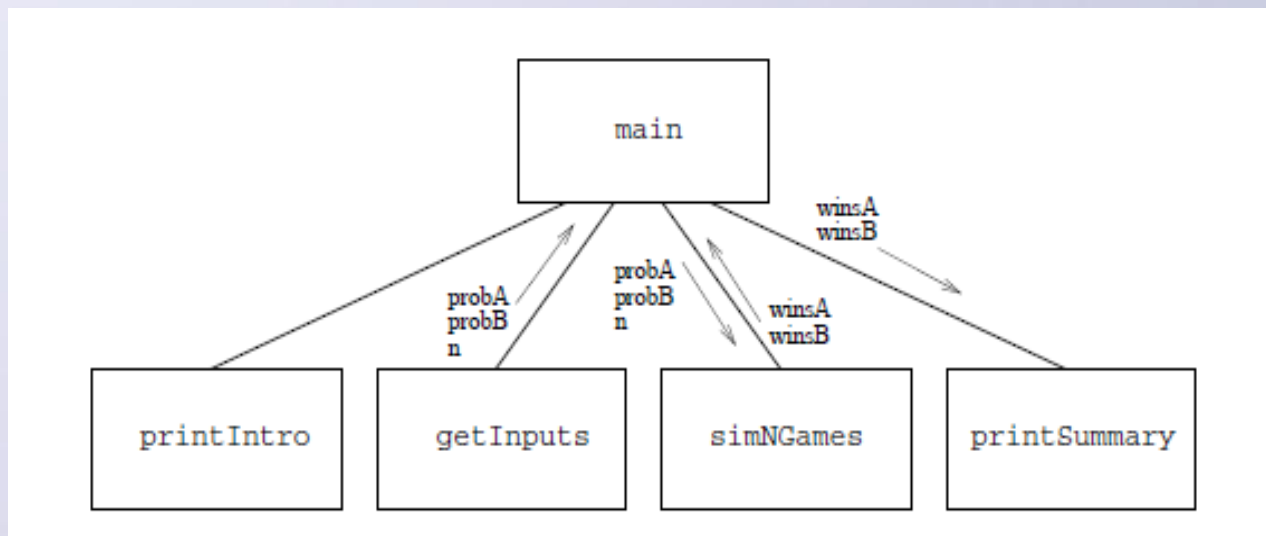 main
winsA
winsB
probA
probB
n
probA
probB
n
winsA
winsB
printIntro
getInputs
simNGames
printSummary